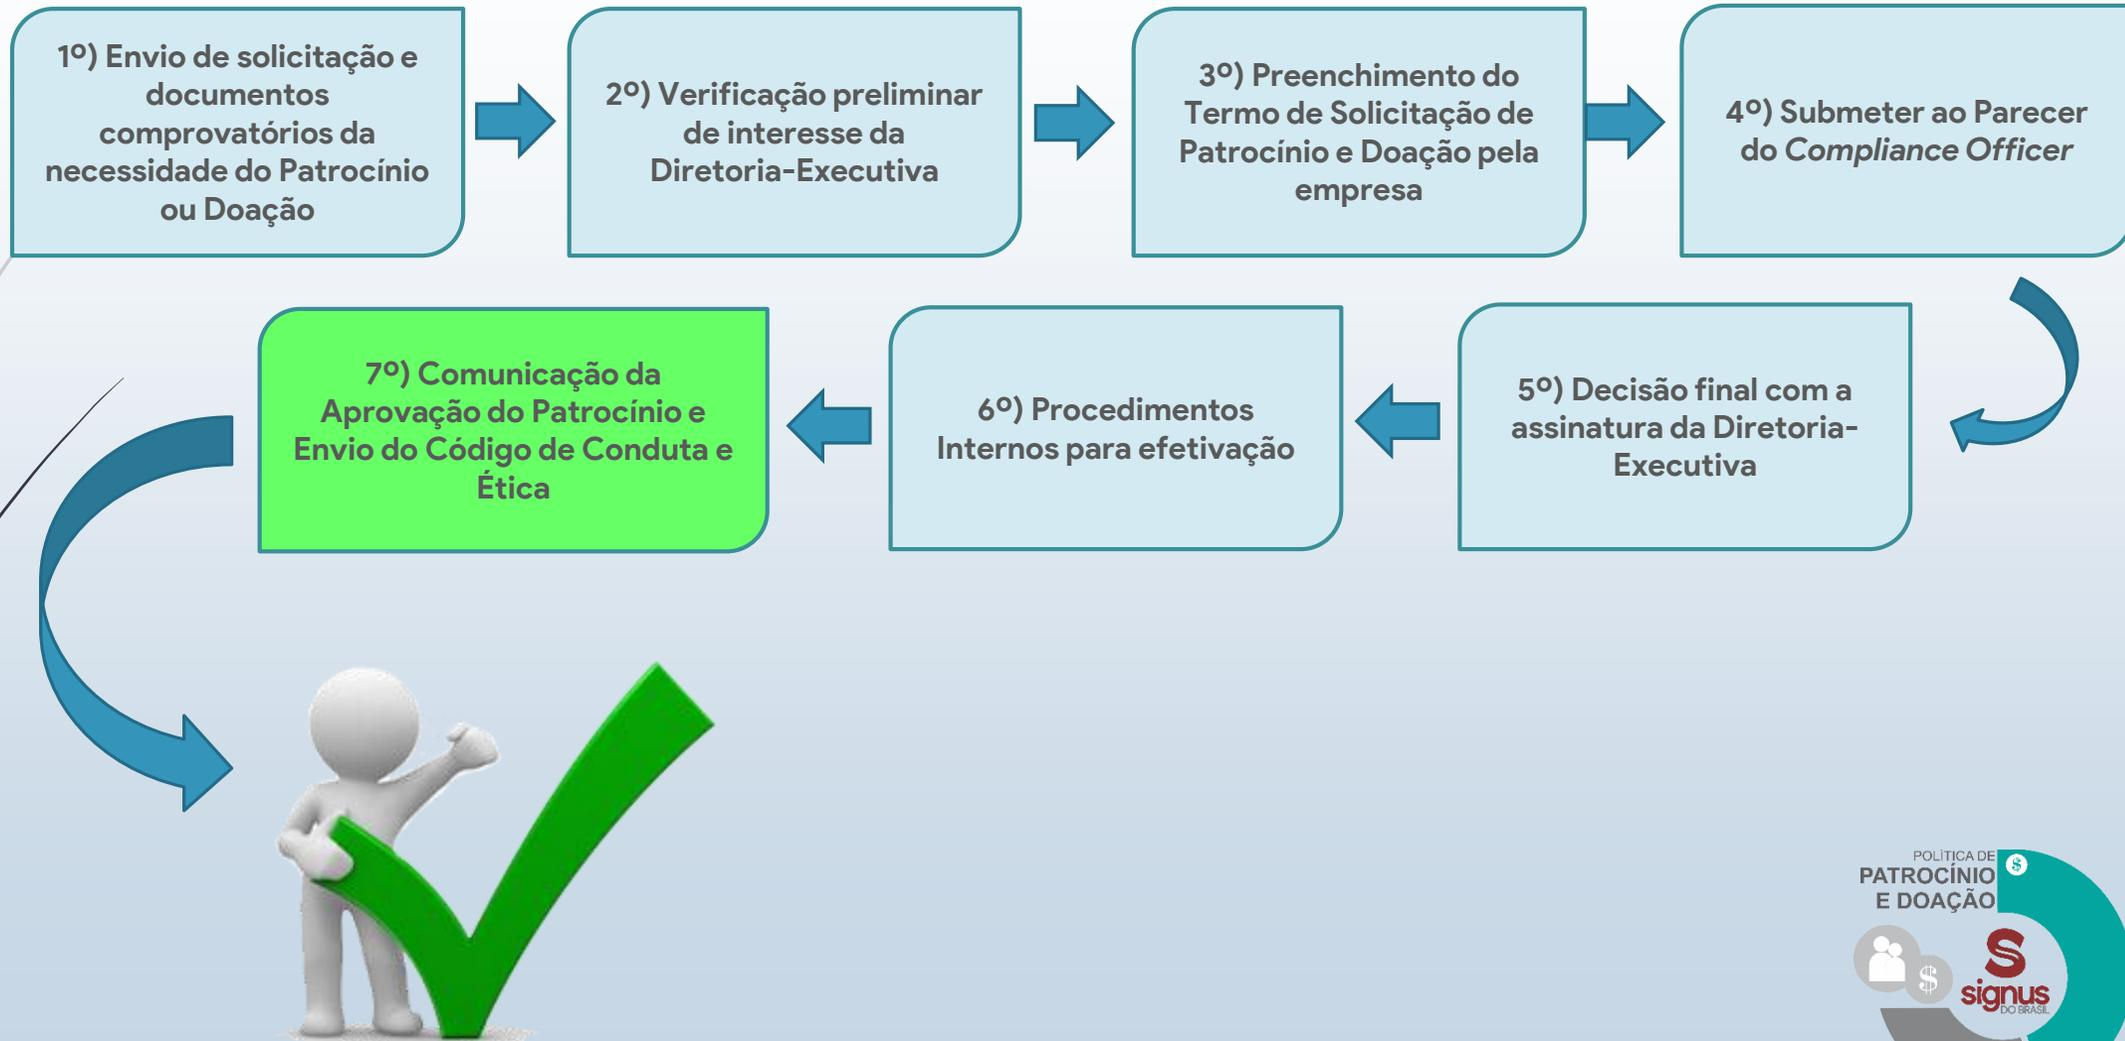 1º) Envio de solicitação e
documentos
comprovatórios da
necessidade do Patrocínio
ou Doação
2º) Verificação preliminar
de interesse da
Diretoria-Executiva
3º) Preenchimento do
Termo de Solicitação de
Patrocínio e Doação pela
empresa
4º) Submeter ao Parecer
do Compliance Officer
5º) Decisão final com a
assinatura da Diretoria-
Executiva
6º) Procedimentos
Internos para efetivação
7º) Comunicação da
Aprovação do Patrocínio e
Envio do Código de Conduta e
Ética
POLÌTICA DE
PATROCÍNIO
E DOAÇÃO
$
$
S
signus
DO BRASIL